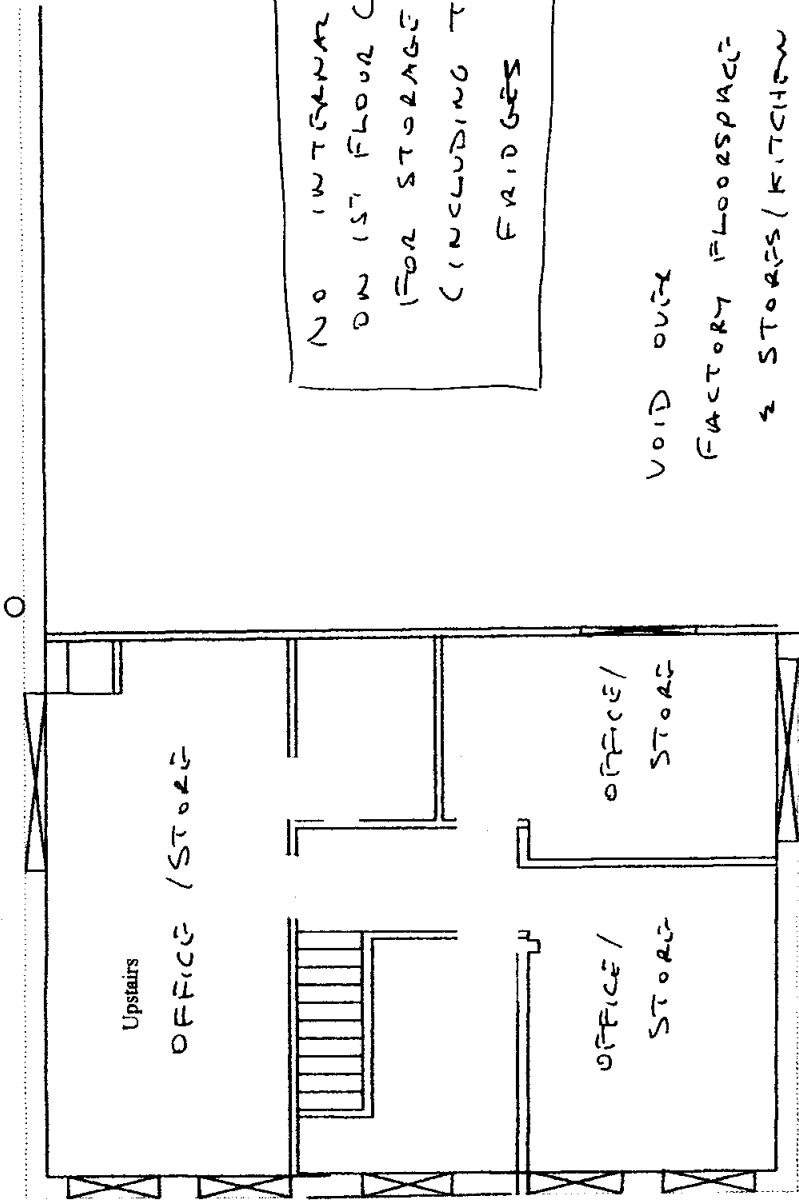 NO INTERNAL
ON 1ST FLOOR
FOR STORAGE
(INCLUDING T
FRIDGES
VOID OVER
FACTORY FLOORSPACE
& STORES/KITCHEN
Upstairs
OFFICE /STORE
OFFICE/
STORE
OFFICE/
STORE